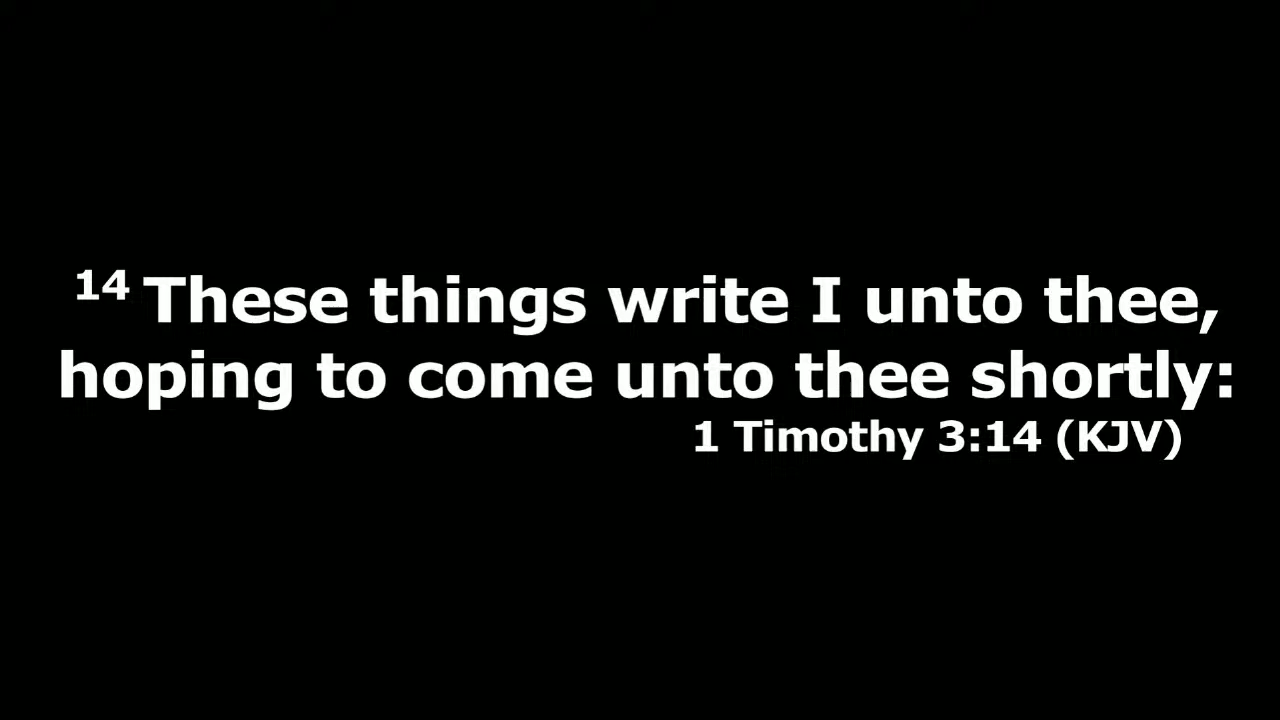 14 These things write I unto thee,
hoping to come unto thee shortly:
1 Timothy 3:14 (KJV)